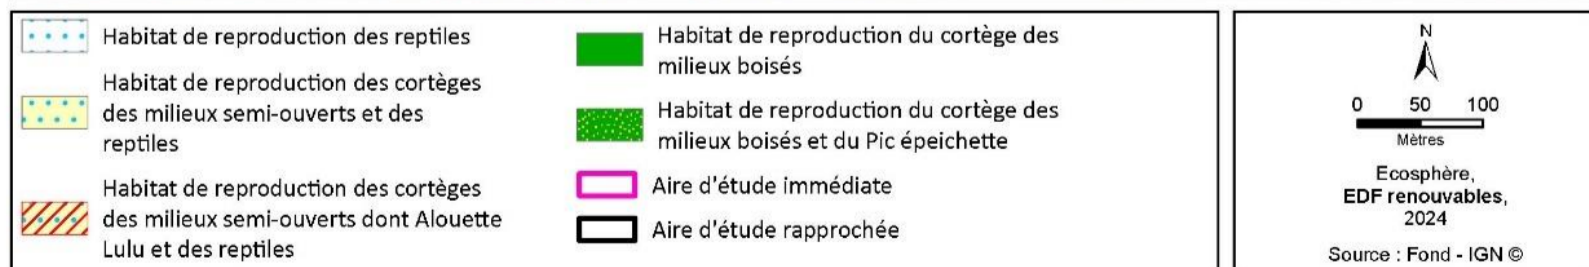 Habitat de reproduction des reptiles
Habitat de reproduction des cortèges
des milieux semi-ouverts et des
reptiles
Habitat de reproduction des cortèges
des milieux semi-ouverts dont Alouette
Lulu et des reptiles
Habitat de reproduction du cortège des
milieux boisés
Habitat de reproduction du cortège des
milieux boisés et du Pic épeichette
Aire d'étude immédiate
Aire d'étude rapprochée
N
0 50 100
Mètres
Ecosphère,
EDF renouvables,
2024
Source : Fond - IGN ©